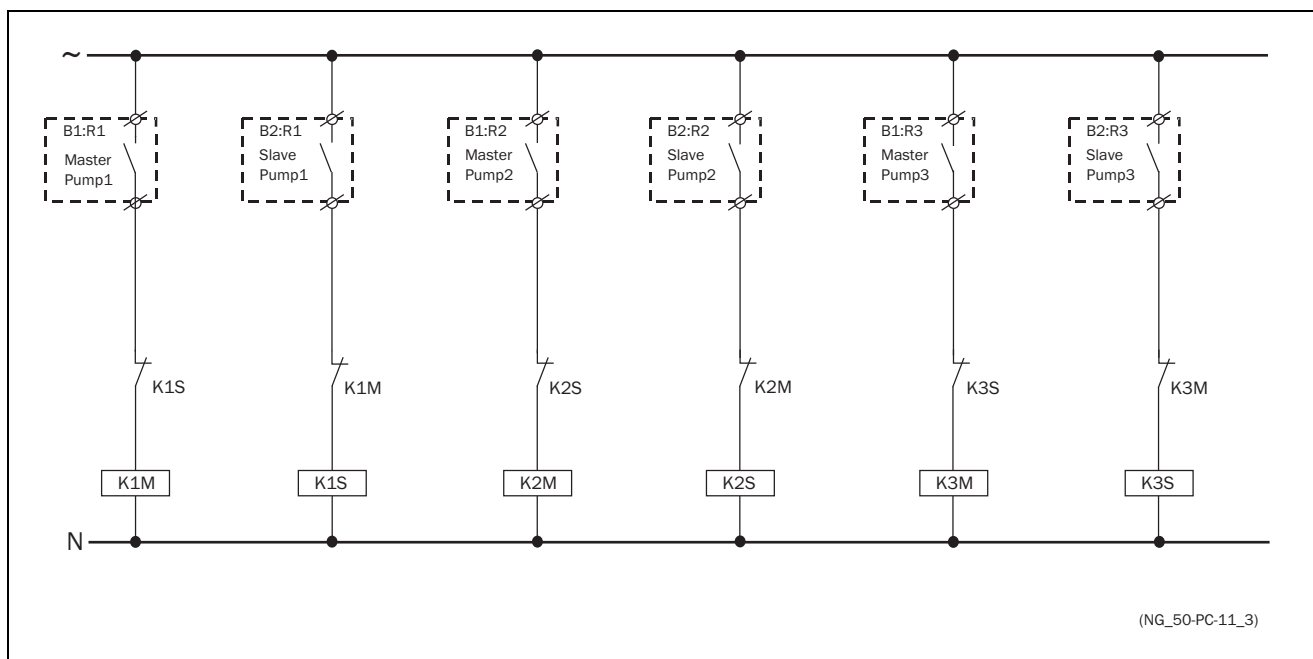 ~
B1:R1
Master
Pump1
B2:R1
Slave
Pump1
B1:R2
Master
Pump2
B2:R2
Slave
Pump2
B1:R3
Master
Pump3
B2:R3
Slave
Pump3
K1S
K1M
K2S
K2M
K3S
K3M
K1M
K1S
K2M
K2S
K3M
K3S
N
(NG_50-PC-11_3)